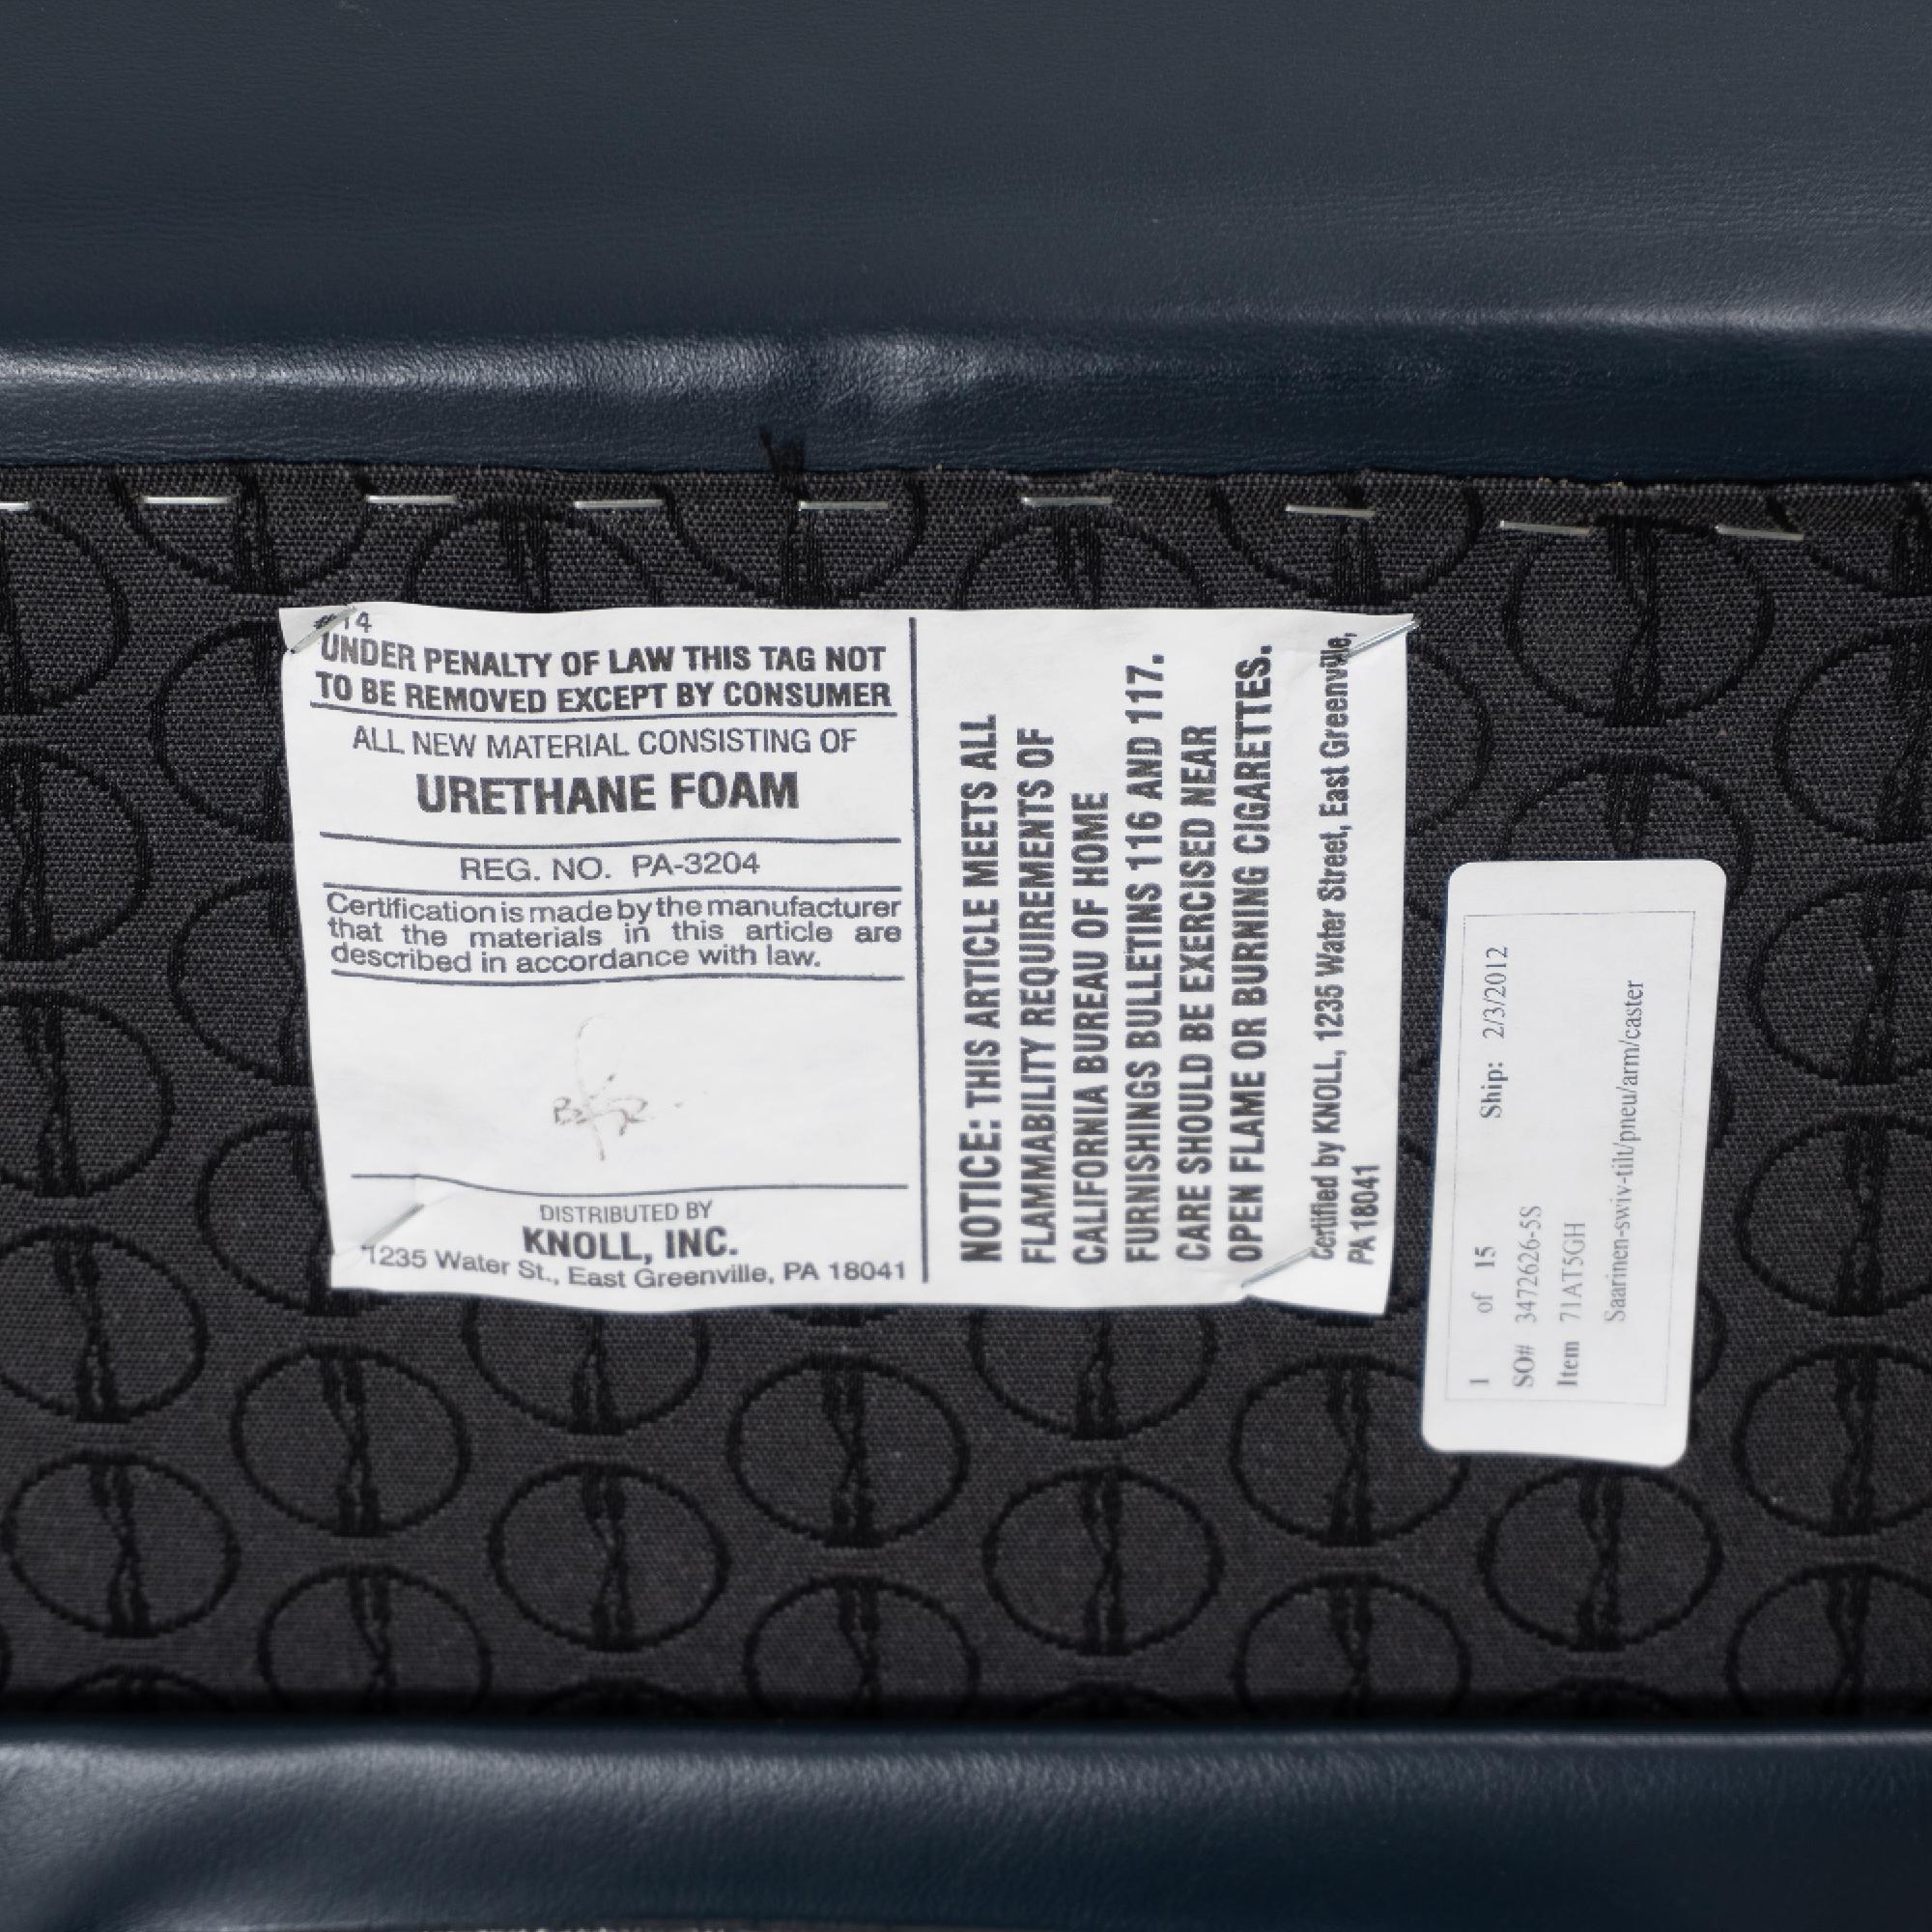 #14
UNDER PENALTY OF LAW THIS TAG NOT
TO BE REMOVED EXCEPT BY CONSUMER
ALL NEW MATERIAL CONSISTING OF
URETHANE FOAM
REG. NO. PA-3204
Certification is made by the manufacturer
that the materials in this article are
described in accordance with law.
DISTRIBUTED BY
KNOLL, INC.
1235 Water St., East Greenville, PA 18041
NOTICE: THIS ARTICLE MEETS ALL
FLAMMABILITY REQUIREMENTS OF
CALIFORNIA BUREAU OF HOME
FURNISHINGS BULLETINS 116 AND 117.
CARE SHOULD BE EXERCISED NEAR
OPEN FLAME OR BURNING CIGARETTES.
Certified by KNOLL, 1235 Water Street, East Greenville,
PA 18041
1 of 15 Ship: 2/3/2012
SO# 3472626-5S
Item 71AT5GH
Saarinen-swiv-tilt/pneu/arm/caster